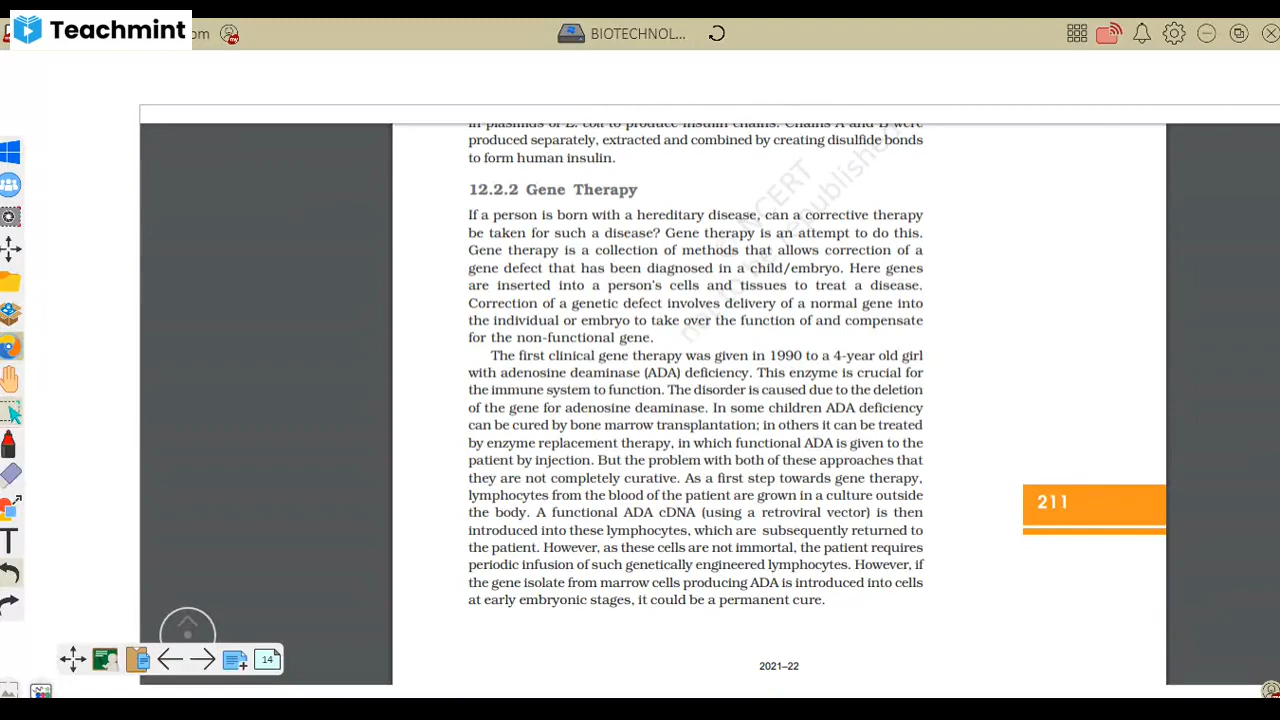 Teachmint
om
BIOTECHNOL...
in plasmids of E. coli to produce insulin chains. Chains A and B were
produced separately, extracted and combined by creating disulfide bonds
to form human insulin.
12.2.2 Gene Therapy
If a person is born with a hereditary disease, can a corrective therapy
be taken for such a disease? Gene therapy is an attempt to do this.
Gene therapy is a collection of methods that allows correction of a
gene defect that has been diagnosed in a child/embryo. Here genes
are inserted into a person's cells and tissues to treat a disease.
Correction of a genetic defect involves delivery of a normal gene into
the individual or embryo to take over the function of and compensate
for the non-functional gene.
The first clinical gene therapy was given in 1990 to a 4-year old girl
with adenosine deaminase (ADA) deficiency. This enzyme is crucial for
the immune system to function. The disorder is caused due to the deletion
of the gene for adenosine deaminase. In some children ADA deficiency
can be cured by bone marrow transplantation; in others it can be treated
by enzyme replacement therapy, in which functional ADA is given to the
patient by injection. But the problem with both of these approaches that
they are not completely curative. As a first step towards gene therapy,
lymphocytes from the blood of the patient are grown in a culture outside
the body. A functional ADA cDNA (using a retroviral vector) is then
introduced into these lymphocytes, which are subsequently returned to
the patient. However, as these cells are not immortal, the patient requires
periodic infusion of such genetically engineered lymphocytes. However, if
the gene isolate from marrow cells producing ADA is introduced into cells
at early embryonic stages, it could be a permanent cure.
211
14
2021–22